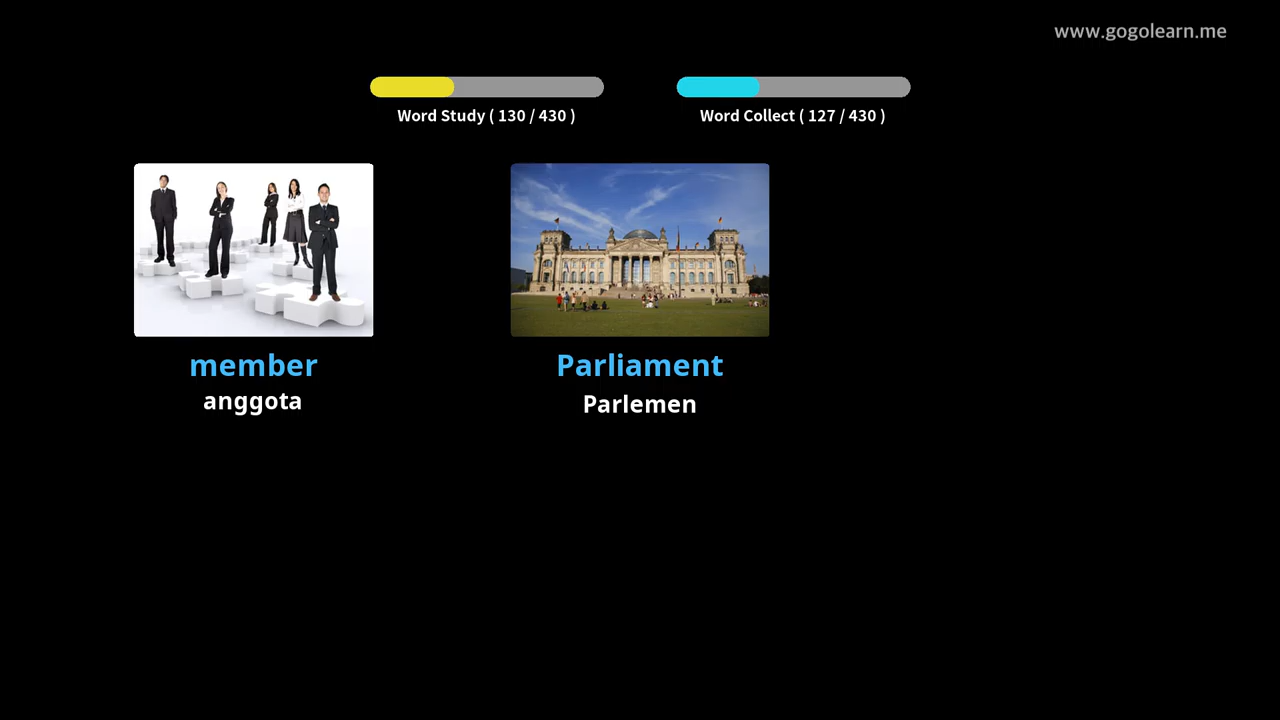 www.gogolearn.me
Word Study ( 130 / 430 )
Word Collect ( 127 / 430 )
member
anggota
Parliament
Parlemen